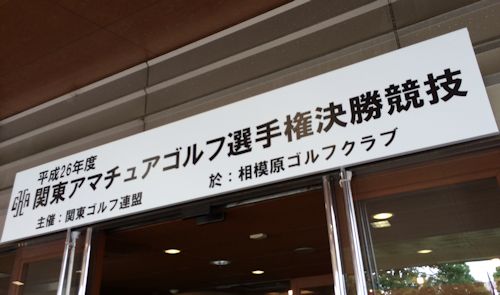 平成26年度
関東アマチュアゴルフ選手権決勝競技
主催：関東ゴルフ連盟　於：相模原ゴルフクラブ